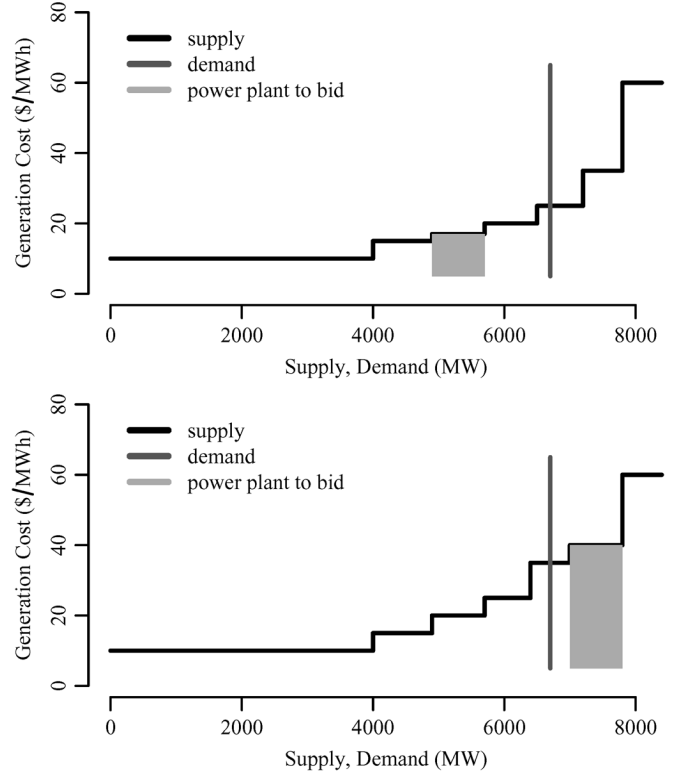 80
60
40
20
0
Generation Cost ($/MWh)
supply
demand
power plant to bid
0 2000 4000 6000 8000
Supply, Demand (MW)
80
60
40
20
0
Generation Cost ($/MWh)
supply
demand
power plant to bid
0 2000 4000 6000 8000
Supply, Demand (MW)